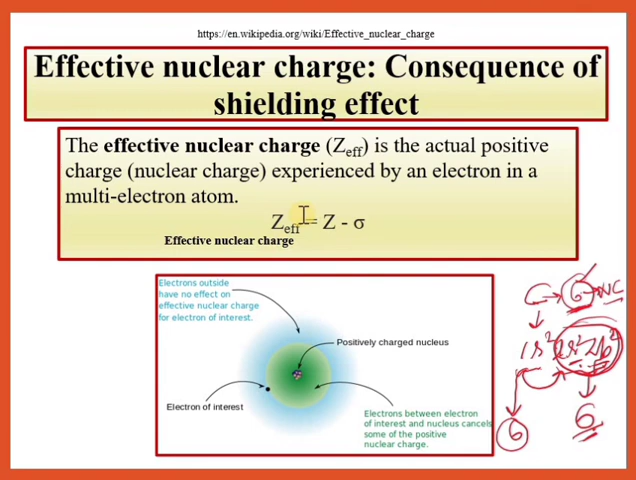 https://en.wikipedia.org/wiki/Effective_nuclear_charge
Effective nuclear charge: Consequence of
shielding effect
The effective nuclear charge (Zeff) is the actual positive
charge (nuclear charge) experienced by an electron in a
multi-electron atom.
Zeff = Z - σ
Effective nuclear charge
Electrons outside
have no effect on
effective nuclear charge
for electron of interest.
Positively charged nucleus
Electron of interest
Electrons between electron
of interest and nucleus cancels
some of the positive
nuclear charge.
C → 6 → NC
6
6